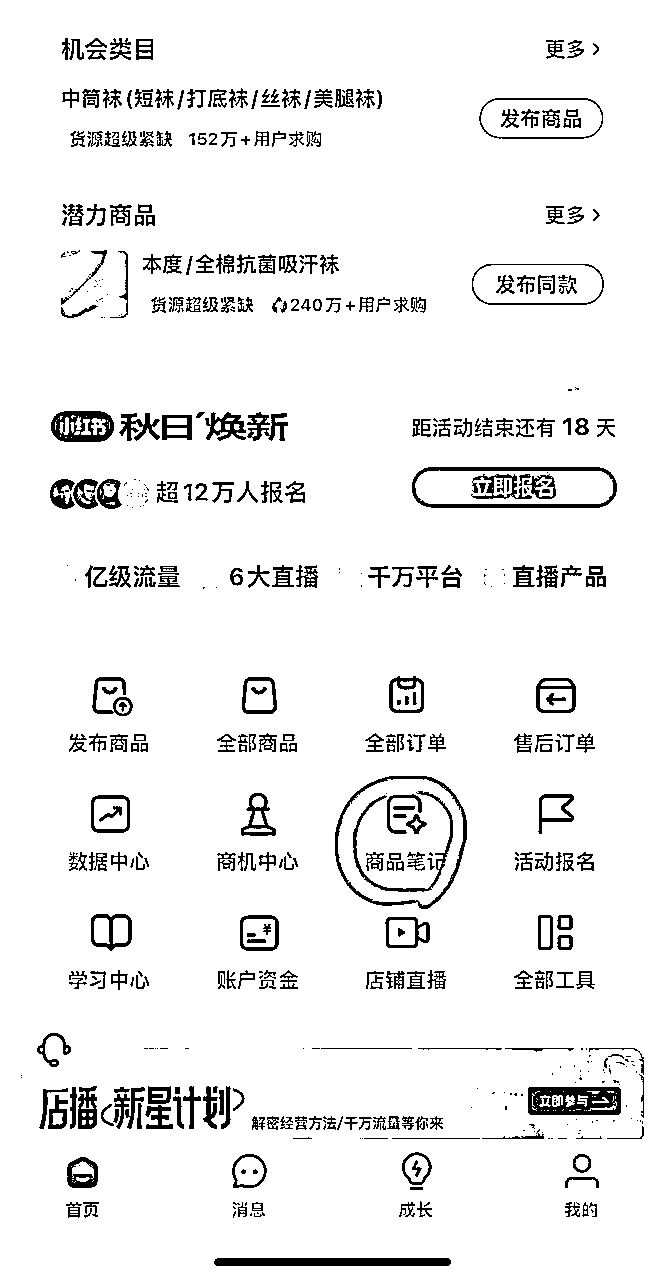 机会类目 更多 >
中筒袜(短袜/打底袜/丝袜/美腿袜)
发布商品
货源超级紧缺 152万+用户求购
潜力商品 更多 >
本度/全棉抗菌吸汗袜
发布同款
货源超级紧缺 240万+用户求购
小红书 秋日焕新 距活动结束还有 18 天
超12万人报名 立即报名
亿级流量 6大直播 千万平台 直播产品
发布商品 全部商品 全部订单 售后订单
数据中心 商机中心 商品笔记 活动报名
学习中心 账户资金 店铺直播 全部工具
店播新星计划 解密经营方法/千万流量等你来 立即参与
首页 消息 成长 我的